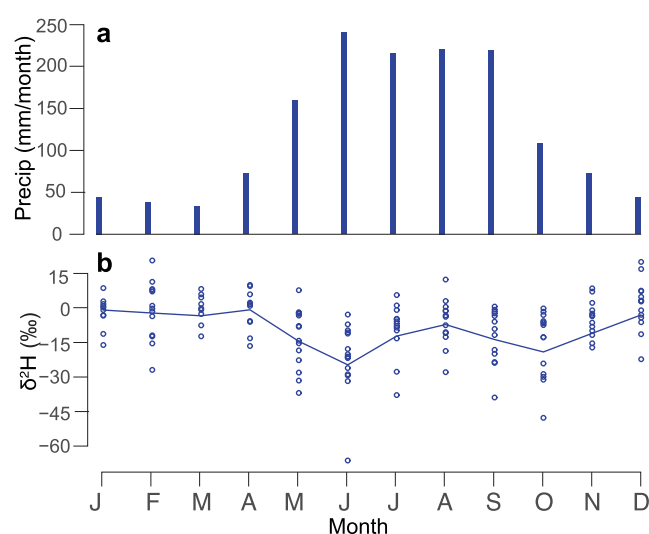 a
Precip (mm/month)
250
200
150
100
50
0
b
δ²H (‰)
15
0
−15
−30
−45
−60
J F M A M J J A S O N D
Month